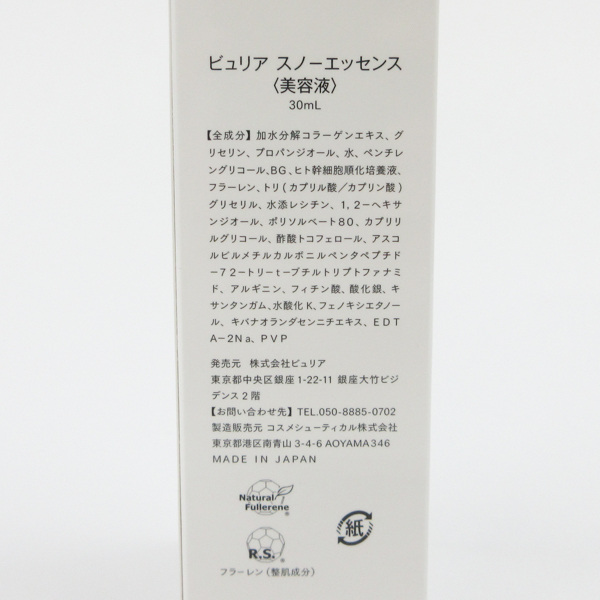 ビュリア スノーエッセンス
〈美容液〉
30mL
【全成分】加水分解コラーゲンエキス、グ
リセリン、プロパンジオール、水、ペンチレ
ングリコール、BG、ヒト幹細胞順化培養液、
フラーレン、トリ(カプリル酸／カプリン酸)
グリセリル、水添レシチン、1,2ーヘキサ
ンジオール、ポリソルベート80、カプリリ
ルグリコール、酢酸トコフェロール、アスコ
ルビルメチルカルボニルペンタペプチド
ー72ートリーtーブチルトリプトファナミ
ド、アルギニン、フィチン酸、酸化銀、キ
サンタンガム、水酸化K、フェノキシエタノー
ル、キバナオランダセンニチエキス、EDT
Aー2Na、PVP
発売元 株式会社ビュリア
東京都中央区銀座1-22-11 銀座大竹ビジ
デンス2階
【お問い合わせ先】TEL.050-8885-0702
製造販売元 コスメシューティカル株式会社
東京都港区南青山3-4-6 AOYAMA346
MADE IN JAPAN
Natural
Fullerene®
R.S.®
紙
フラーレン(整肌成分)